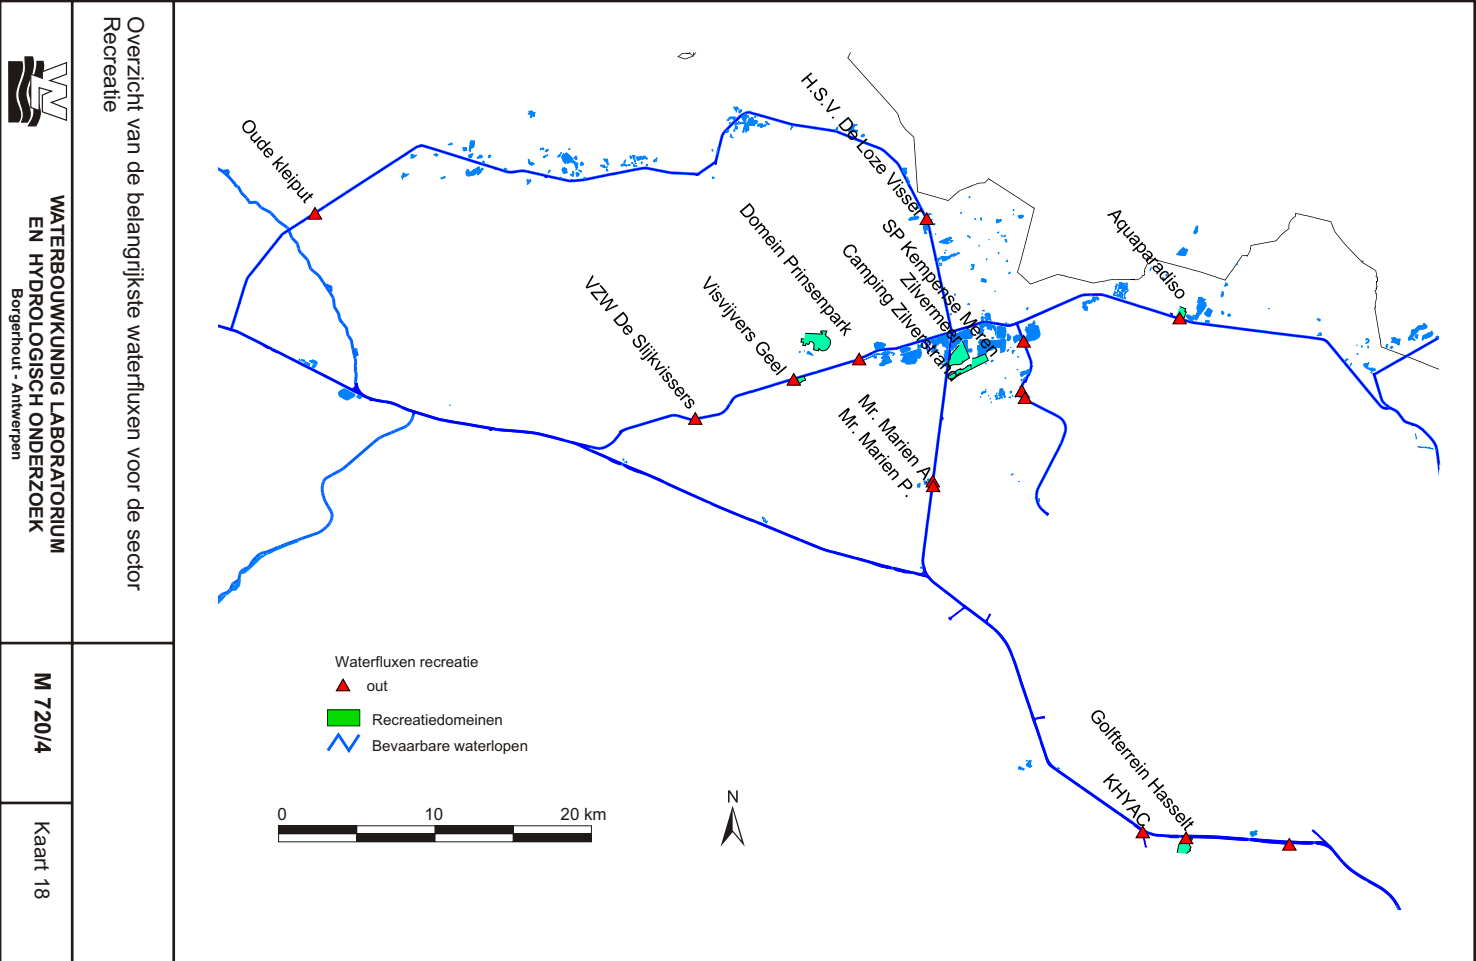 Overzicht van de belangrijkste waterfluxen voor de sector
Recreatie
WATERBOUWKUNDIG LABORATORIUM
EN HYDROLOGISCH ONDERZOEK
Borgerhout - Antwerpen
M 720/4
Kaart 18
Oude kleiput
H.S.V. De Loze Visser
SP Kempense Meren
Zilvermeer
Camping Zilverstrand
Domein Prinsenpark
Visvijvers Geel
VZW De Slijkvissers
Aquaparadiso
Mr. Marien A.
Mr. Marien P.
Golfterrein Hasselt
KHYAC
Waterfluxen recreatie
out
Recreatiedomeinen
Bevaarbare waterlopen
0 10 20 km
N